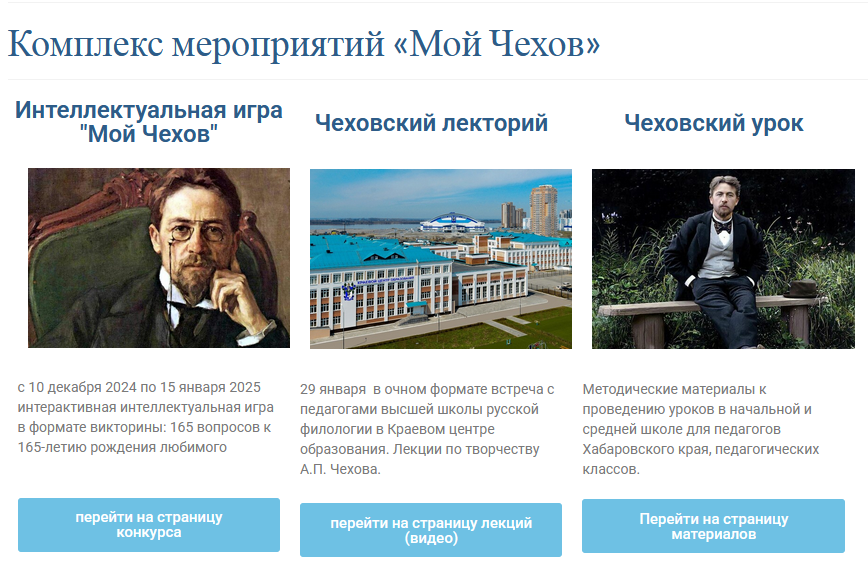 Комплекс мероприятий «Мой Чехов»
Интеллектуальная игра
"Мой Чехов"
Чеховский лекторий
Чеховский урок
КРАЕВОЙ ЦЕНТР ОБРАЗОВАНИЯ
с 10 декабря 2024 по 15 января 2025
интерактивная интеллектуальная игра
в формате викторины: 165 вопросов к
165-летию рождения любимого
29 января в очном формате встреча с
педагогами высшей школы русской
филологии в Краевом центре
образования. Лекции по творчеству
А.П. Чехова.
Методические материалы к
проведению уроков в начальной и
средней школе для педагогов
Хабаровского края, педагогических
классов.
перейти на страницу
конкурса
перейти на страницу лекций
(видео)
Перейти на страницу
материалов